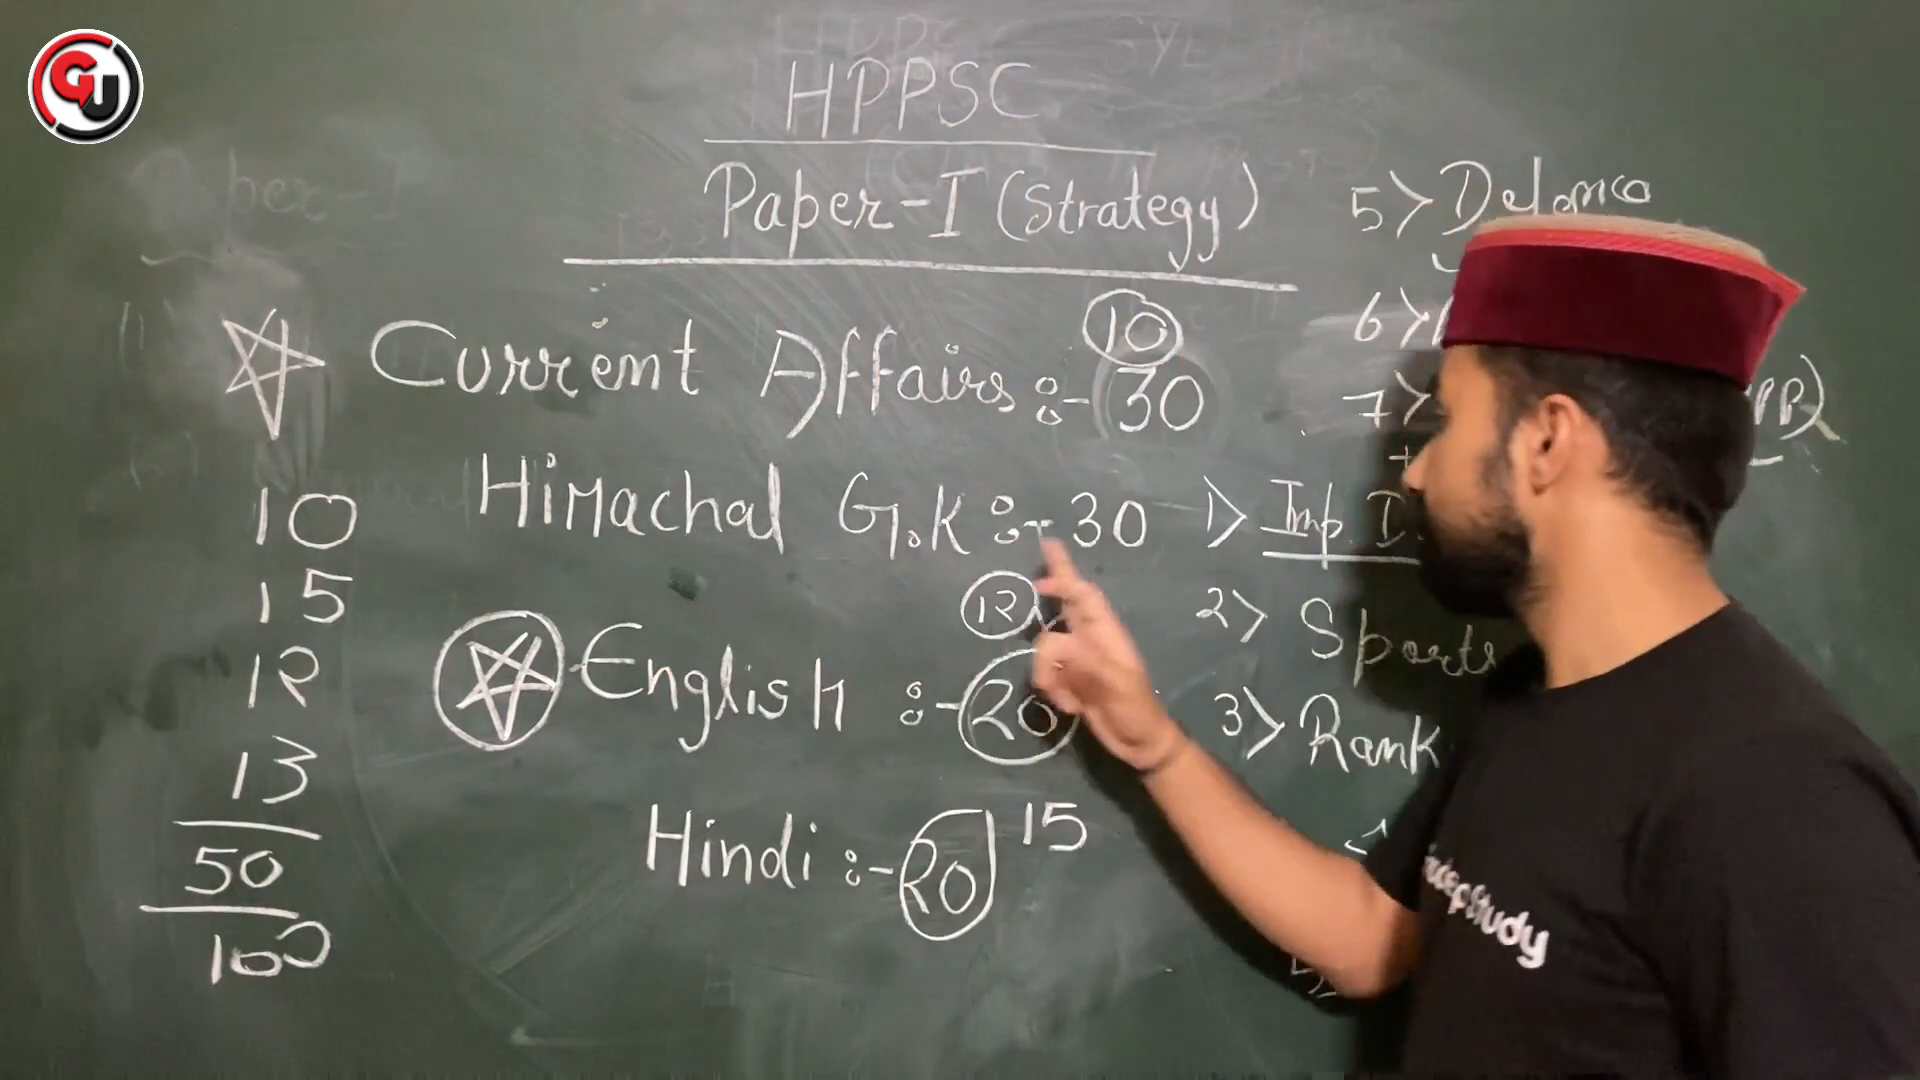 GU
HPPSC
Paper-I (Strategy)
10
Current Affairs :- 30
Himachal G.K :- 30
12
English :- 20
Hindi :- 20 15
10
15
12
13
50
100
5> Defence
6>
7>
1> Imp.
2> Sports
3> Rank